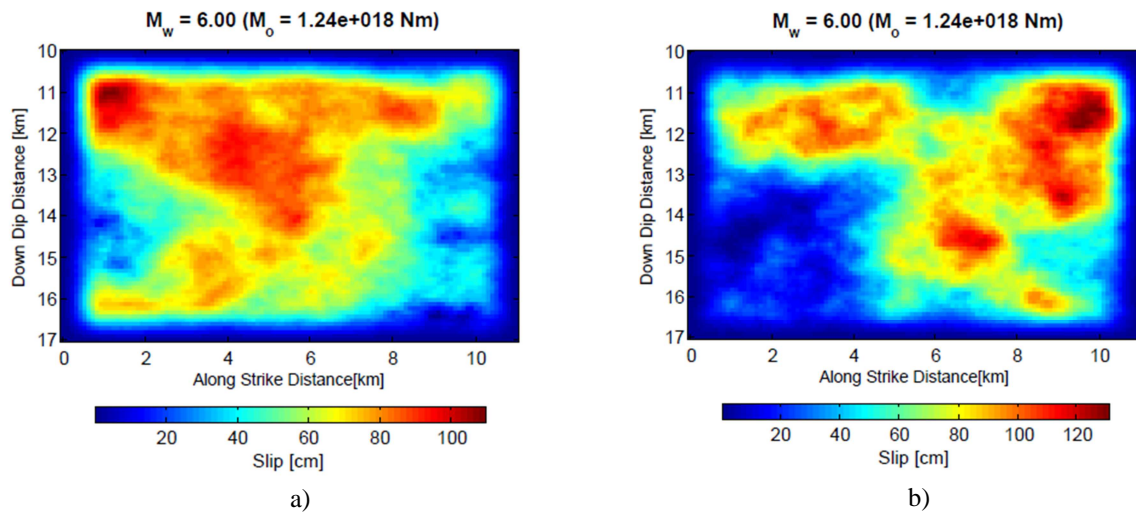 M_w = 6.00 (M_o = 1.24e+018 Nm)
10
11
12
13
14
15
16
17
Down Dip Distance [km]
0 2 4 6 8 10
Along Strike Distance[km]
20 40 60 80 100
Slip [cm]
a)
M_w = 6.00 (M_o = 1.24e+018 Nm)
10
11
12
13
14
15
16
17
Down Dip Distance [km]
0 2 4 6 8 10
Along Strike Distance[km]
20 40 60 80 100 120
Slip [cm]
b)